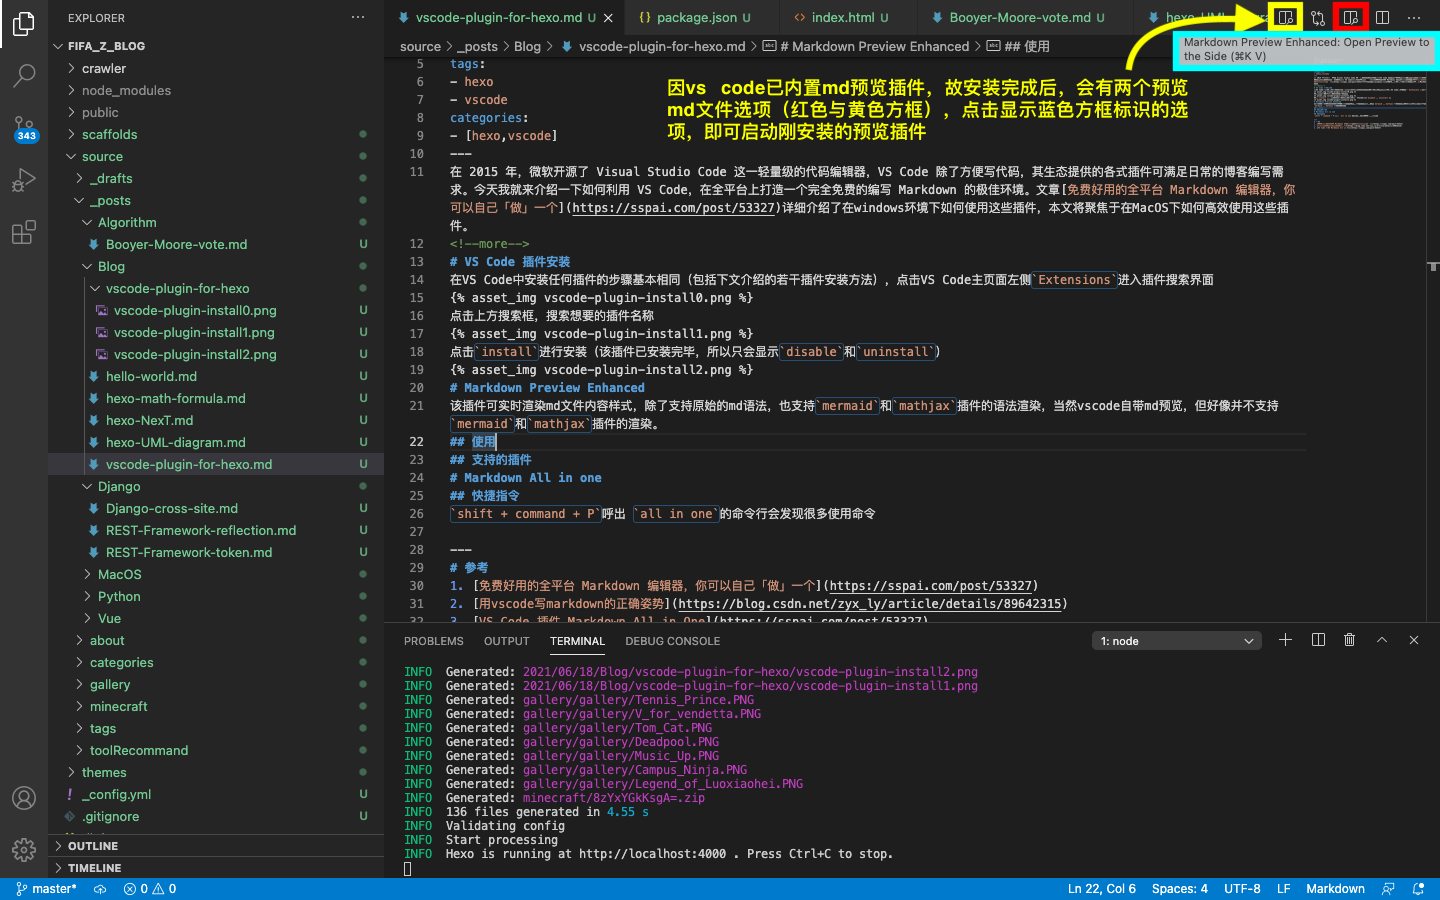 EXPLORER
FIFA_Z_BLOG
crawler
node_modules
public
scaffolds
source
_drafts
_posts
Algorithm
Booyer-Moore-vote.md U
Blog
vscode-plugin-for-hexo
vscode-plugin-install0.png U
vscode-plugin-install1.png U
vscode-plugin-install2.png U
hello-world.md U
hexo-math-formula.md U
hexo-NexT.md U
hexo-UML-diagram.md U
vscode-plugin-for-hexo.md U
Django
Django-cross-site.md U
REST-Framework-reflection.md U
REST-Framework-token.md U
MacOS
Python
Vue
about
categories
gallery
minecraft
tags
toolRecommand
themes
! _config.yml U
.gitignore U
OUTLINE
TIMELINE
343
vscode-plugin-for-hexo.md U
{} package.json U
<> index.html U
Booyer-Moore-vote.md U
source > _posts > Blog > vscode-plugin-for-hexo.md > # Markdown Preview Enhanced > ## 使用
Markdown Preview Enhanced: Open Preview to
the Side (⌘K V)
因vs code已内置md预览插件，故安装完成后，会有两个预览
md文件选项（红色与黄色方框），点击显示蓝色方框标识的选
项，即可启动刚安装的预览插件
5 tags:
6 - hexo
7 - vscode
8 categories:
9 - [hexo,vscode]
10 ---
11 在 2015 年，微软开源了 Visual Studio Code 这一轻量级的代码编辑器，VS Code 除了方便写代码，其生态提供的各式插件可满足日常的博客编写需
求。今天我就来介绍一下如何利用 VS Code，在全平台上打造一个完全免费的编写 Markdown 的极佳环境。文章[免费好用的全平台 Markdown 编辑器，你
可以自己「做」一个](https://sspai.com/post/53327)详细介绍了在windows环境下如何使用这些插件，本文将聚焦于在MacOS下如何高效使用这些插
件。
12 <!--more-->
13 # VS Code 插件安装
14 在VS Code中安装任何插件的步骤基本相同（包括下文介绍的若干插件安装方法），点击VS Code主页面左侧`Extensions`进入插件搜索界面
15 {% asset_img vscode-plugin-install0.png %}
16 点击上方搜索框，搜索想要的插件名称
17 {% asset_img vscode-plugin-install1.png %}
18 点击`install`进行安装（该插件已安装完毕，所以只会显示`disable`和`uninstall`）
19 {% asset_img vscode-plugin-install2.png %}
20 # Markdown Preview Enhanced
21 该插件可实时渲染md文件内容样式，除了支持原始的md语法，也支持`mermaid`和`mathjax`插件的语法渲染，当然vscode自带md预览，但好像并不支持
`mermaid`和`mathjax`插件的渲染。
22 ## 使用
23 ## 支持的插件
24 # Markdown All in one
25 ## 快捷指令
26 `shift + command + P`呼出 `all in one`的命令行会发现很多使用命令
27
28 ---
29 # 参考
30 1. [免费好用的全平台 Markdown 编辑器，你可以自己「做」一个](https://sspai.com/post/53327)
31 2. [用vscode写markdown的正确姿势](https://blog.csdn.net/zyx_ly/article/details/89642315)
32 3. [VS Code 插件 Markdown All in One](https://sspai.com/post/53327)
PROBLEMS OUTPUT TERMINAL DEBUG CONSOLE 1: node
INFO Generated: 2021/06/18/Blog/vscode-plugin-for-hexo/vscode-plugin-install2.png
INFO Generated: 2021/06/18/Blog/vscode-plugin-for-hexo/vscode-plugin-install1.png
INFO Generated: gallery/gallery/Tennis_Prince.PNG
INFO Generated: gallery/gallery/V_for_vendetta.PNG
INFO Generated: gallery/gallery/Tom_Cat.PNG
INFO Generated: gallery/gallery/Deadpool.PNG
INFO Generated: gallery/gallery/Music_Up.PNG
INFO Generated: gallery/gallery/Campus_Ninja.PNG
INFO Generated: gallery/gallery/Legend_of_Luoxiaohei.PNG
INFO Generated: minecraft/8zYxYGkKsgA=.zip
INFO 136 files generated in 4.55 s
INFO Validating config
INFO Start processing
INFO Hexo is running at http://localhost:4000 . Press Ctrl+C to stop.
master* 0 0
Ln 22, Col 6 Spaces: 4 UTF-8 LF Markdown